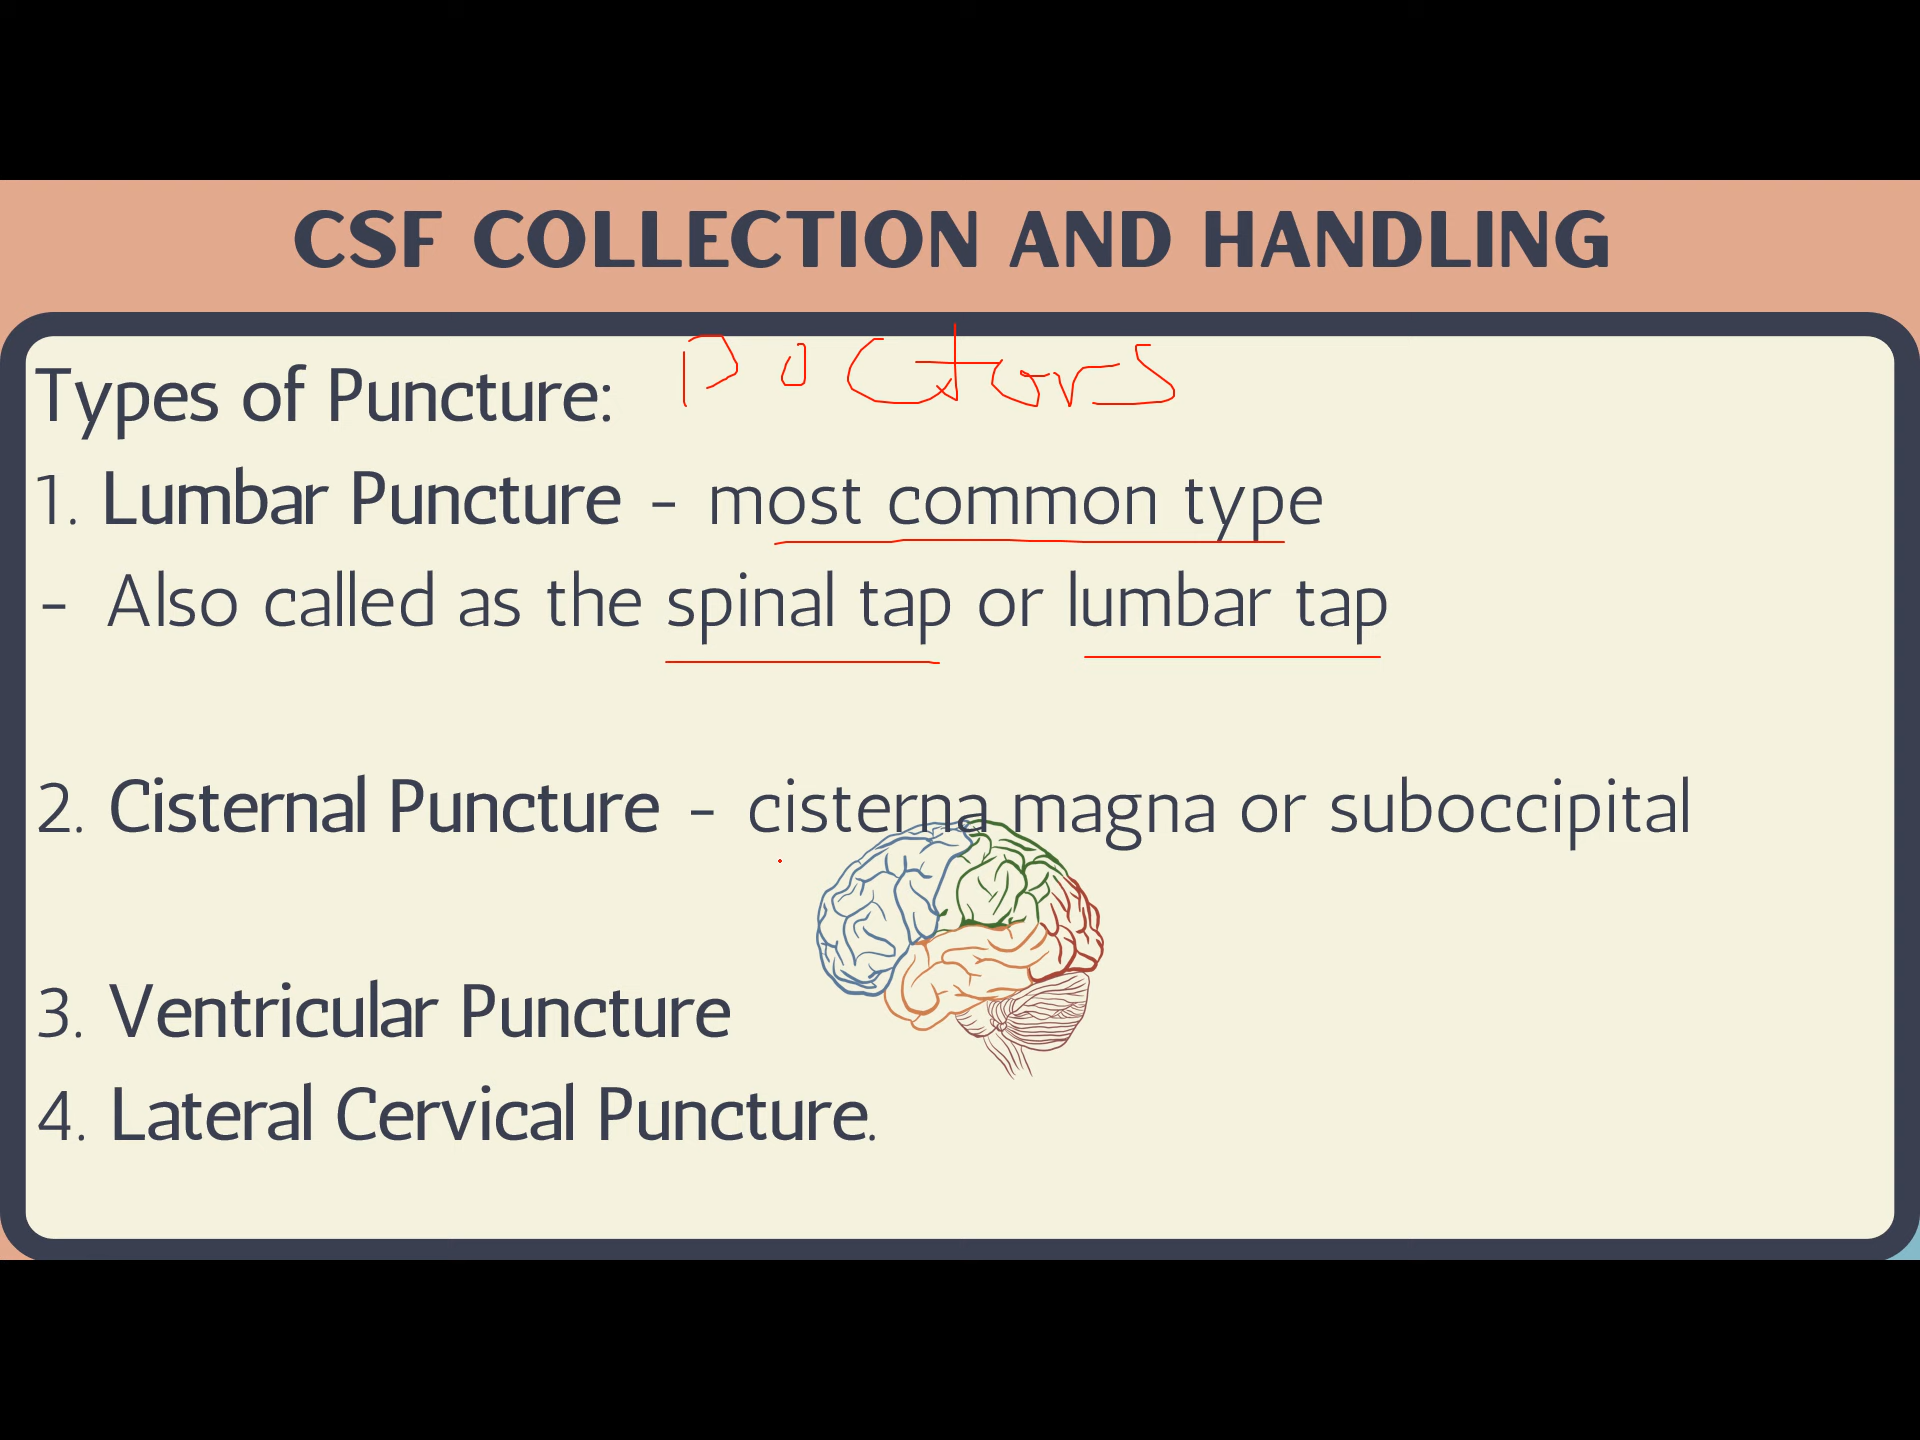 CSF COLLECTION AND HANDLING
Types of Puncture: Doctors
1. Lumbar Puncture - most common type
- Also called as the spinal tap or lumbar tap
2. Cisternal Puncture - cisterna magna or suboccipital
3. Ventricular Puncture
4. Lateral Cervical Puncture.